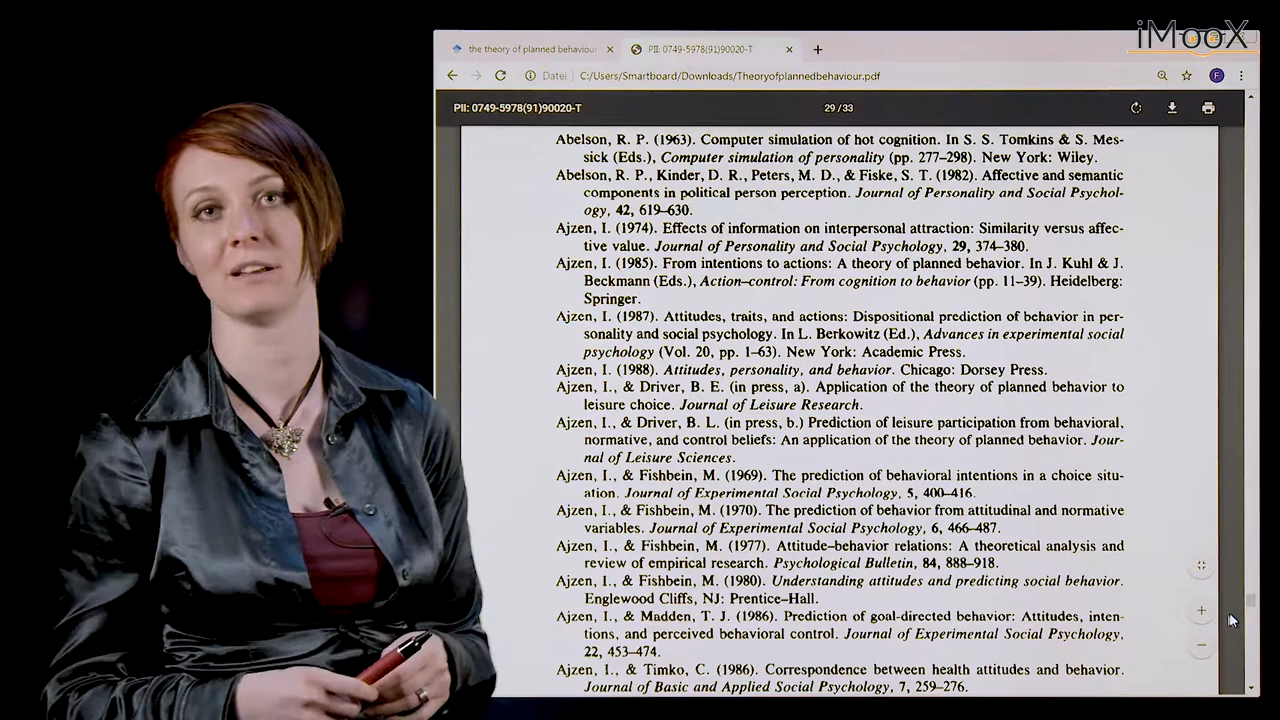 iMooX
the theory of planned behaviour
PII: 0749-5978(91)90020-T
Datei
C:/Users/Smartboard/Downloads/Theoryofplannedbehaviour.pdf
F
PII: 0749-5978(91)90020-T
29 / 33
Abelson, R. P. (1963). Computer simulation of hot cognition. In S. S. Tomkins & S. Mes-
sick (Eds.), Computer simulation of personality (pp. 277–298). New York: Wiley.
Abelson, R. P., Kinder, D. R., Peters, M. D., & Fiske, S. T. (1982). Affective and semantic
components in political person perception. Journal of Personality and Social Psychol-
ogy, 42, 619–630.
Ajzen, I. (1974). Effects of information on interpersonal attraction: Similarity versus affec-
tive value. Journal of Personality and Social Psychology, 29, 374–380.
Ajzen, I. (1985). From intentions to actions: A theory of planned behavior. In J. Kuhl & J.
Beckmann (Eds.), Action–control: From cognition to behavior (pp. 11–39). Heidelberg:
Springer.
Ajzen, I. (1987). Attitudes, traits, and actions: Dispositional prediction of behavior in per-
sonality and social psychology. In L. Berkowitz (Ed.), Advances in experimental social
psychology (Vol. 20, pp. 1–63). New York: Academic Press.
Ajzen, I. (1988). Attitudes, personality, and behavior. Chicago: Dorsey Press.
Ajzen, I., & Driver, B. E. (in press, a). Application of the theory of planned behavior to
leisure choice. Journal of Leisure Research.
Ajzen, I., & Driver, B. L. (in press, b.) Prediction of leisure participation from behavioral,
normative, and control beliefs: An application of the theory of planned behavior. Jour-
nal of Leisure Sciences.
Ajzen, I., & Fishbein, M. (1969). The prediction of behavioral intentions in a choice situ-
ation. Journal of Experimental Social Psychology, 5, 400–416.
Ajzen, I., & Fishbein, M. (1970). The prediction of behavior from attitudinal and normative
variables. Journal of Experimental Social Psychology, 6, 466–487.
Ajzen, I., & Fishbein, M. (1977). Attitude–behavior relations: A theoretical analysis and
review of empirical research. Psychological Bulletin, 84, 888–918.
Ajzen, I., & Fishbein, M. (1980). Understanding attitudes and predicting social behavior.
Englewood Cliffs, NJ: Prentice–Hall.
Ajzen, I., & Madden, T. J. (1986). Prediction of goal-directed behavior: Attitudes, inten-
tions, and perceived behavioral control. Journal of Experimental Social Psychology,
22, 453–474.
Ajzen, I., & Timko, C. (1986). Correspondence between health attitudes and behavior.
Journal of Basic and Applied Social Psychology, 7, 259–276.